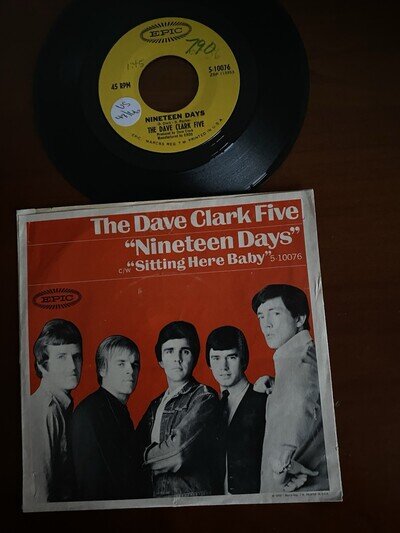 EPIC
790
45 RPM
5-10076
NINETEEN DAYS
THE DAVE CLARK FIVE
The Dave Clark Five
"Nineteen Days"
c/w "Sitting Here Baby" 5-10076
EPIC